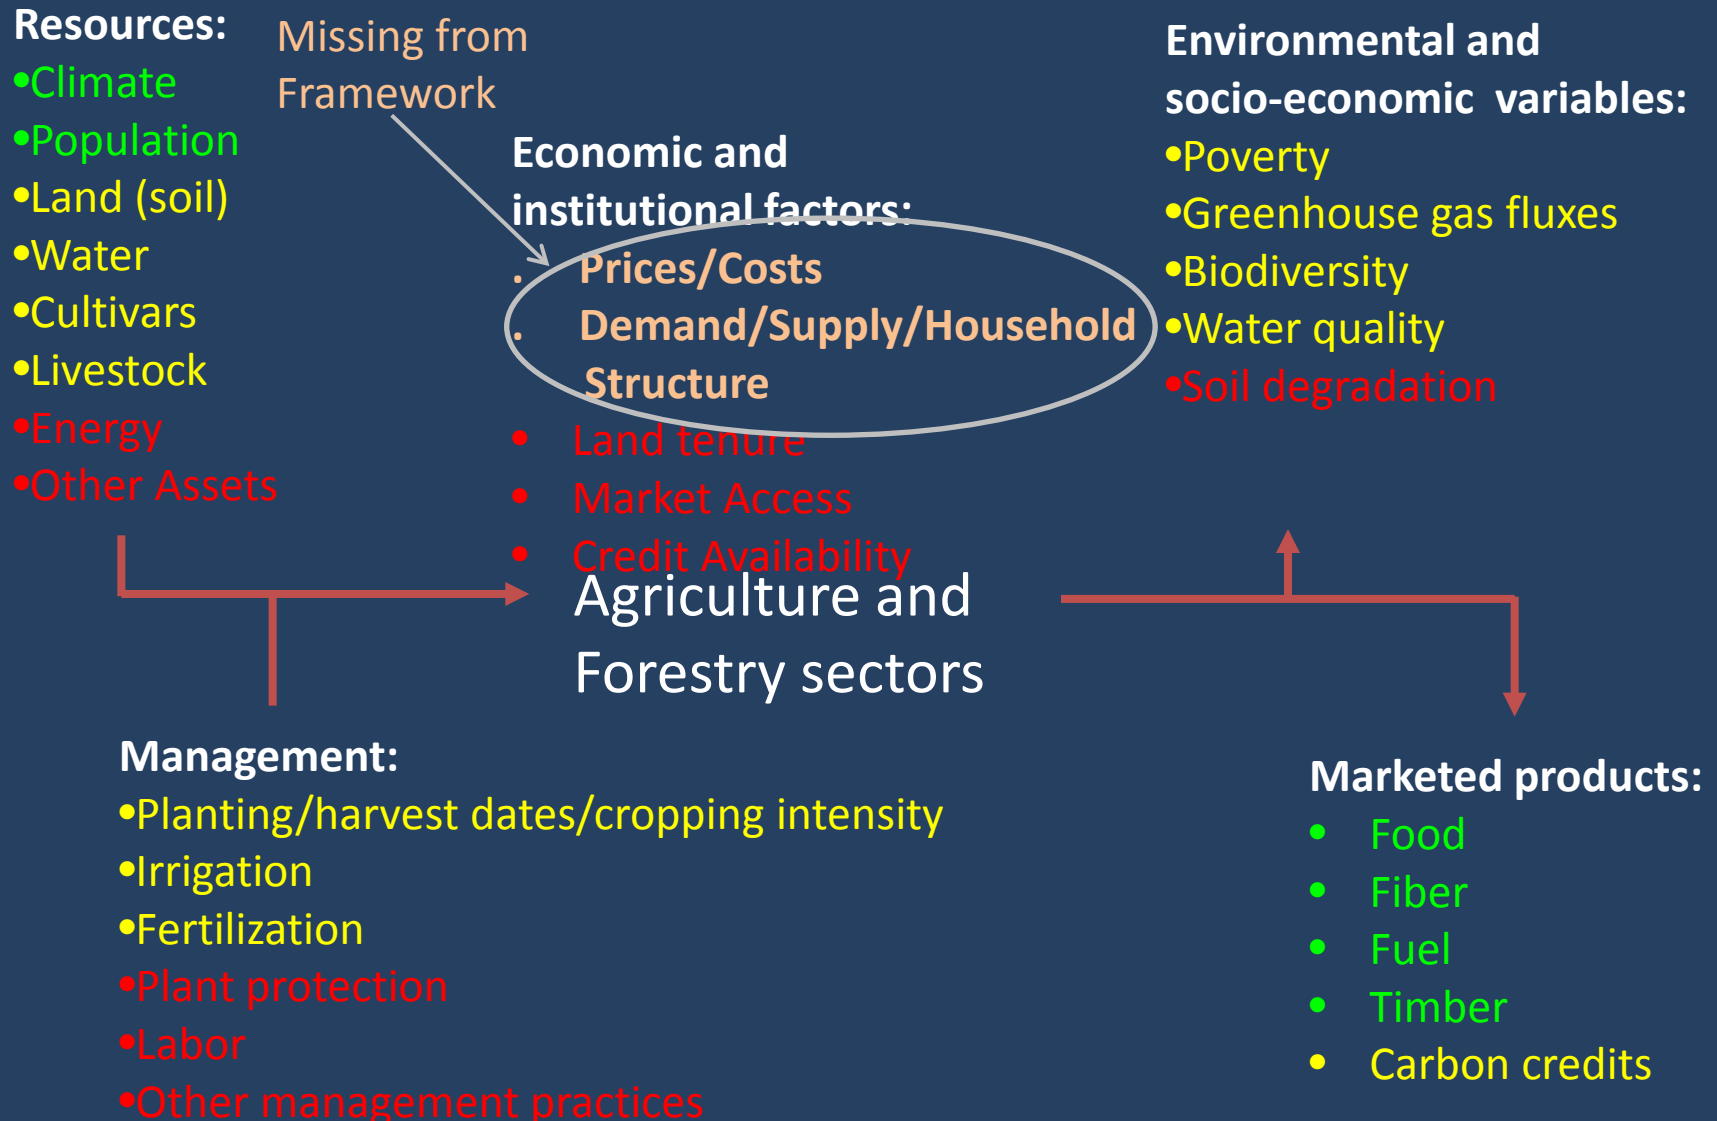 Resources:
•Climate
•Population
•Land (soil)
•Water
•Cultivars
•Livestock
•Energy
•Other Assets
Missing from
Framework
Economic and
institutional factors:
. Prices/Costs
. Demand/Supply/Household
Structure
• Land tenure
• Market Access
• Credit Availability
Agriculture and
Forestry sectors
Environmental and
socio-economic variables:
•Poverty
•Greenhouse gas fluxes
•Biodiversity
•Water quality
•Soil degradation
Management:
•Planting/harvest dates/cropping intensity
•Irrigation
•Fertilization
•Plant protection
•Labor
•Other management practices
Marketed products:
• Food
• Fiber
• Fuel
• Timber
• Carbon credits